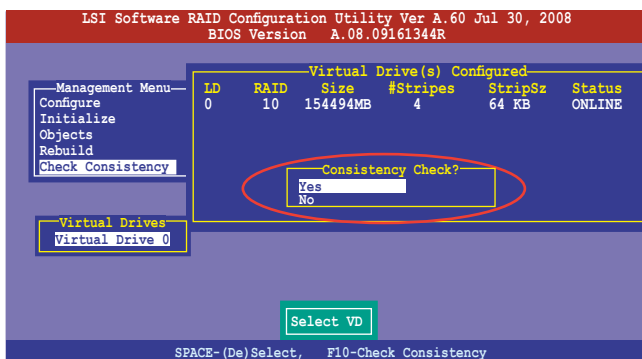 LSI Software RAID Configuration Utility Ver A.60 Jul 30, 2008
BIOS Version A.08.09161344R
Virtual Drive(s) Configured
LD RAID Size #Stripes StripSz Status
0 10 154494MB 4 64 KB ONLINE
Management Menu
Configure
Initialize
Objects
Rebuild
Check Consistency
Consistency Check?
Yes
No
Virtual Drives
Virtual Drive 0
Select VD
SPACE-(De)Select, F10-Check Consistency